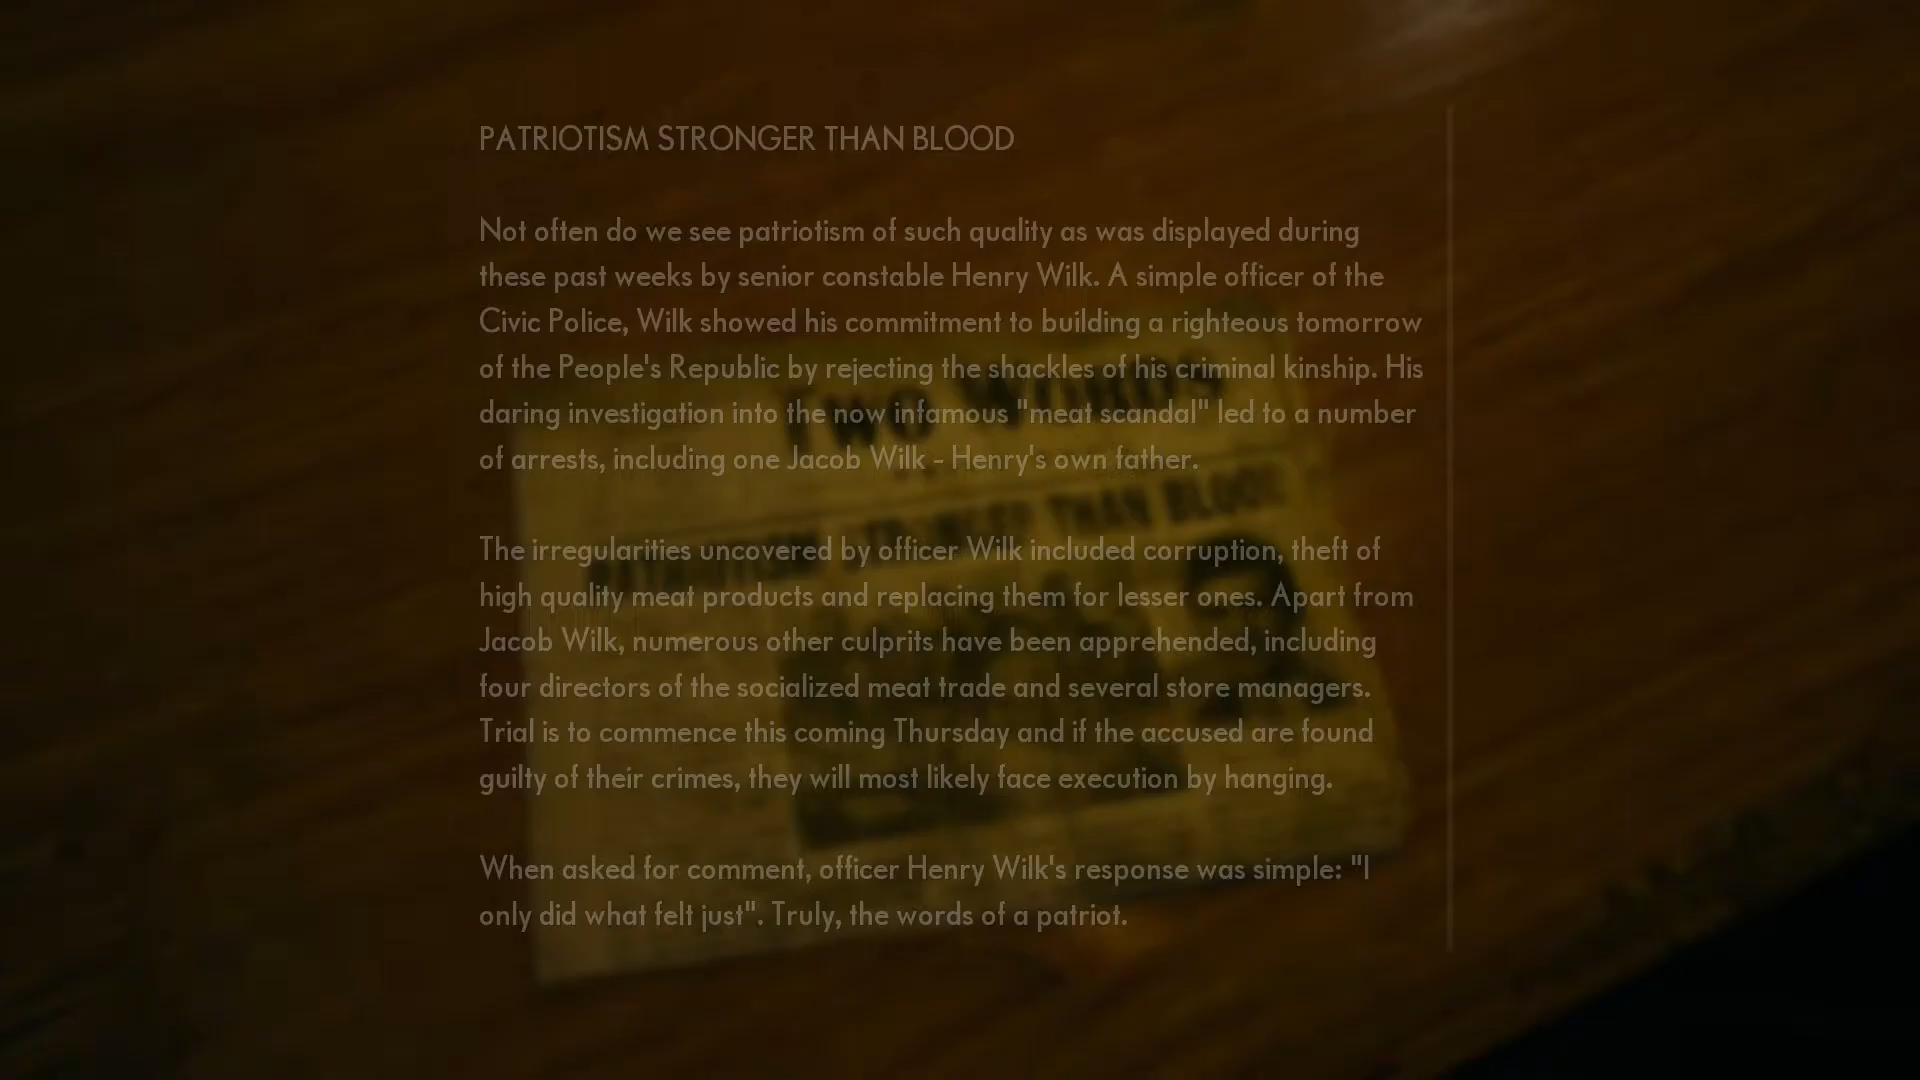 PATRIOTISM STRONGER THAN BLOOD
Not often do we see patriotism of such quality as was displayed during
these past weeks by senior constable Henry Wilk. A simple officer of the
Civic Police, Wilk showed his commitment to building a righteous tomorrow
of the People's Republic by rejecting the shackles of his criminal kinship. His
daring investigation into the now infamous "meat scandal" led to a number
of arrests, including one Jacob Wilk - Henry's own father.
The irregularities uncovered by officer Wilk included corruption, theft of
high quality meat products and replacing them for lesser ones. Apart from
Jacob Wilk, numerous other culprits have been apprehended, including
four directors of the socialized meat trade and several store managers.
Trial is to commence this coming Thursday and if the accused are found
guilty of their crimes, they will most likely face execution by hanging.
When asked for comment, officer Henry Wilk's response was simple: "I
only did what felt just". Truly, the words of a patriot.
Two Words
PATRIOTISM STRONGER THAN BLOOD